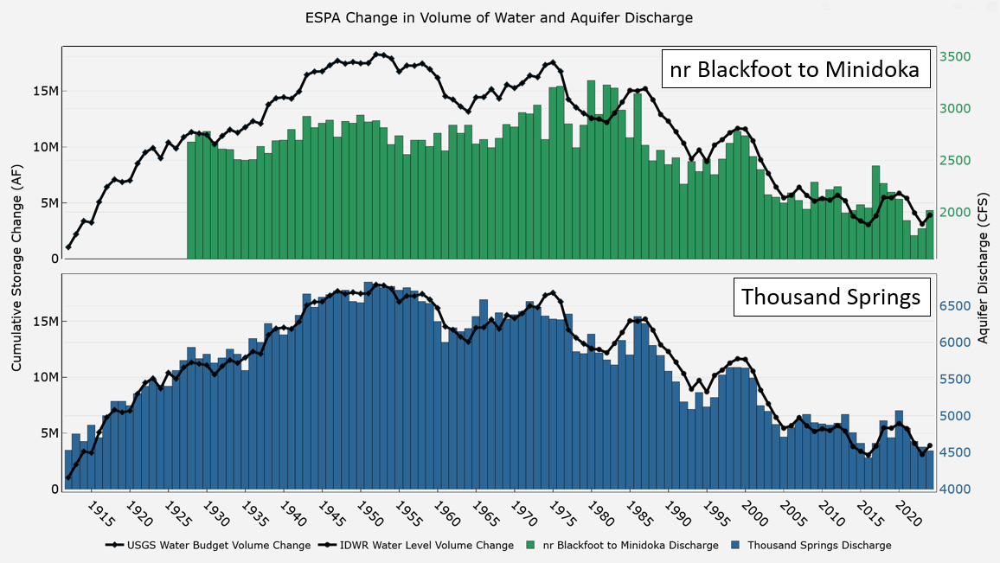 ESPA Change in Volume of Water and Aquifer Discharge
nr Blackfoot to Minidoka
15M
10M
5M
0
3500
3000
2500
2000
Cumulative Storage Change (AF)
Aquifer Discharge (CFS)
Thousand Springs
15M
10M
5M
0
6500
6000
5500
5000
4500
4000
1915 1920 1925 1930 1935 1940 1945 1950 1955 1960 1965 1970 1975 1980 1985 1990 1995 2000 2005 2010 2015 2020
USGS Water Budget Volume Change IDWR Water Level Volume Change nr Blackfoot to Minidoka Discharge Thousand Springs Discharge